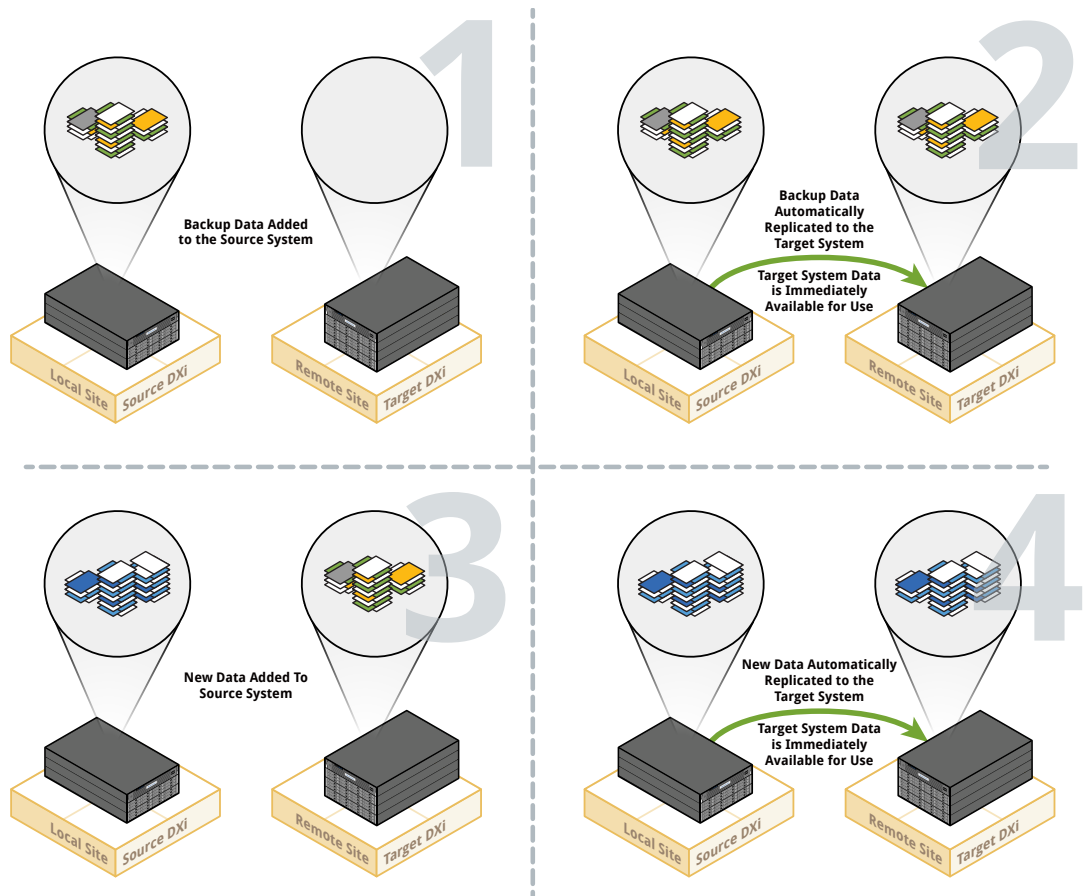 1
Backup Data Added
to the Source System
Local Site
Source DXi
Remote Site
Target DXi
2
Backup Data
Automatically
Replicated to the
Target System
Target System Data
is Immediately
Available for Use
Local Site
Source DXi
Remote Site
Target DXi
3
New Data Added To
Source System
Local Site
Source DXi
Remote Site
Target DXi
4
New Data Automatically
Replicated to the
Target System
Target System Data
is Immediately
Available for Use
Local Site
Source DXi
Remote Site
Target DXi